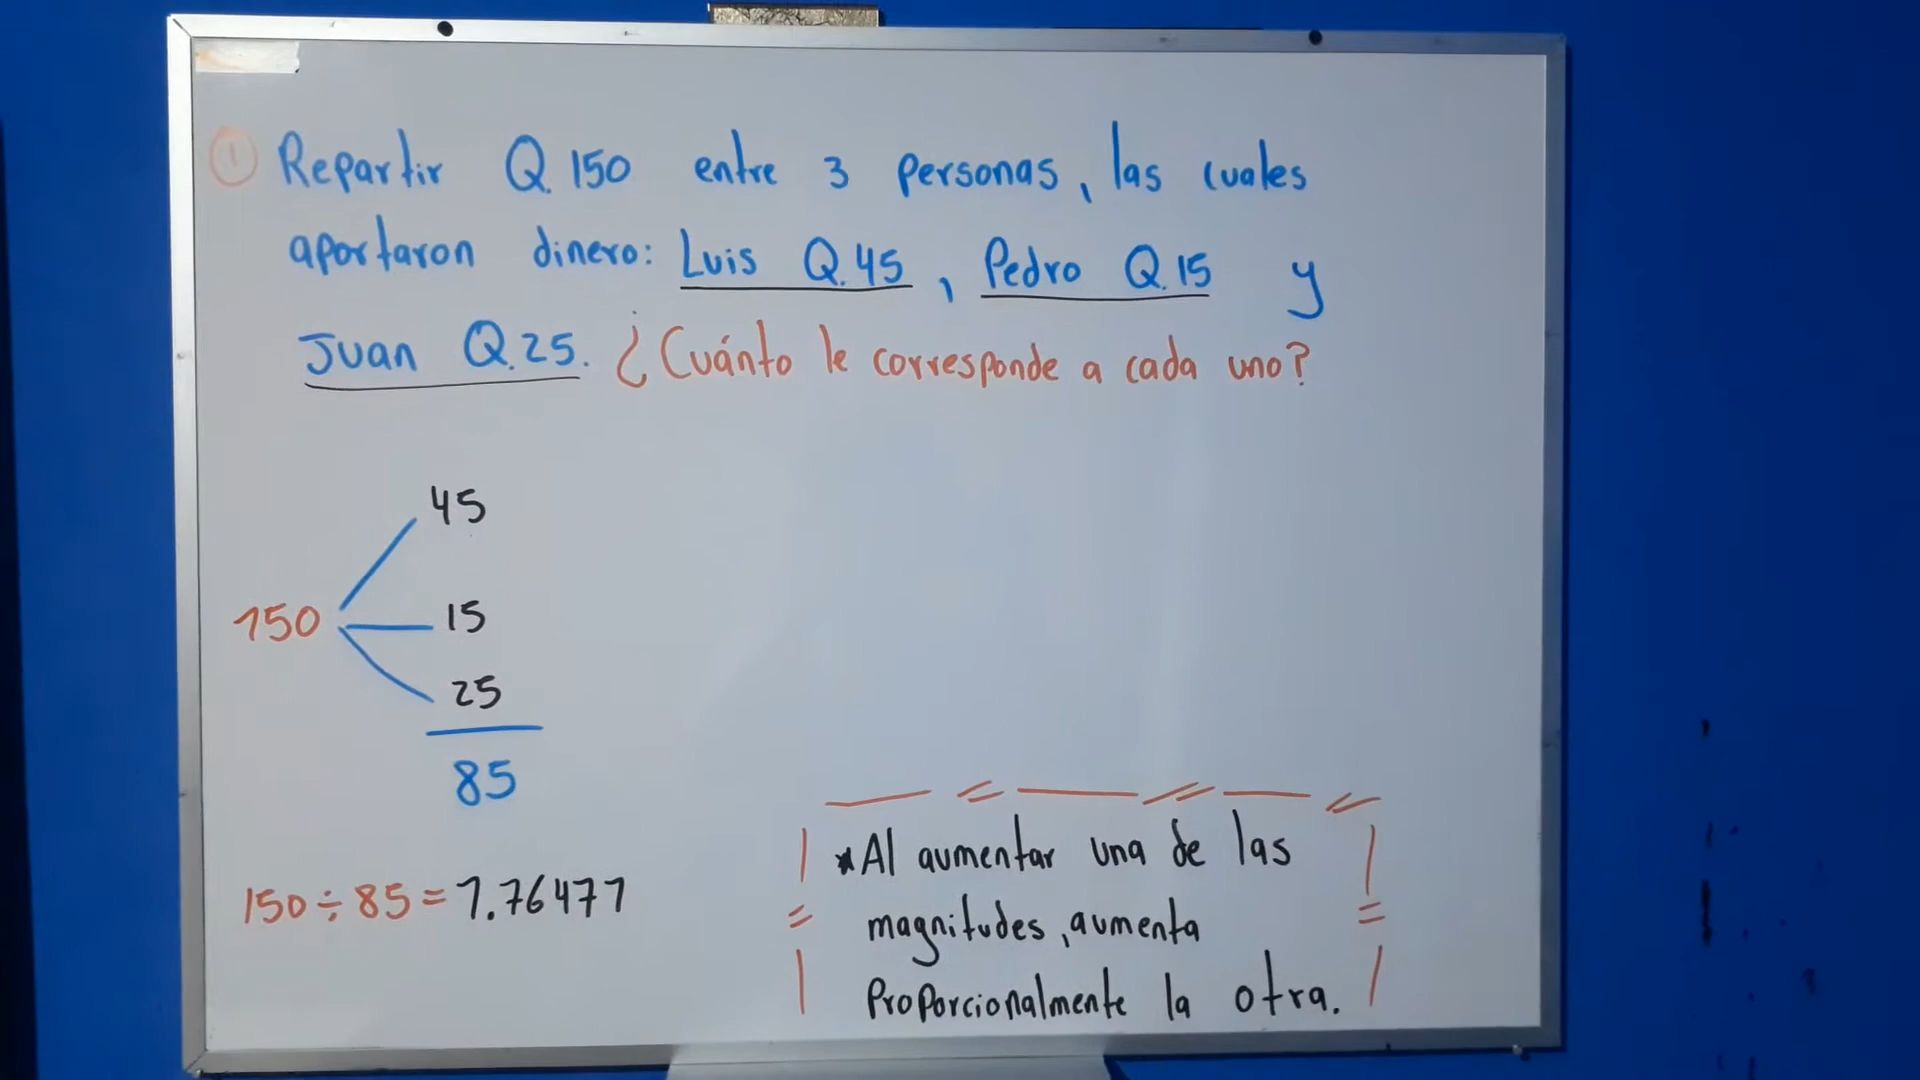 1 Repartir Q.150 entre 3 personas, las cuales
aportaron dinero: Luis Q.45, Pedro Q.15 y
Juan Q.25. ¿Cuánto le corresponde a cada uno?
45
150
15
25
85
150÷85=1.76471
*Al aumentar una de las
magnitudes, aumenta
Proporcionalmente la otra.